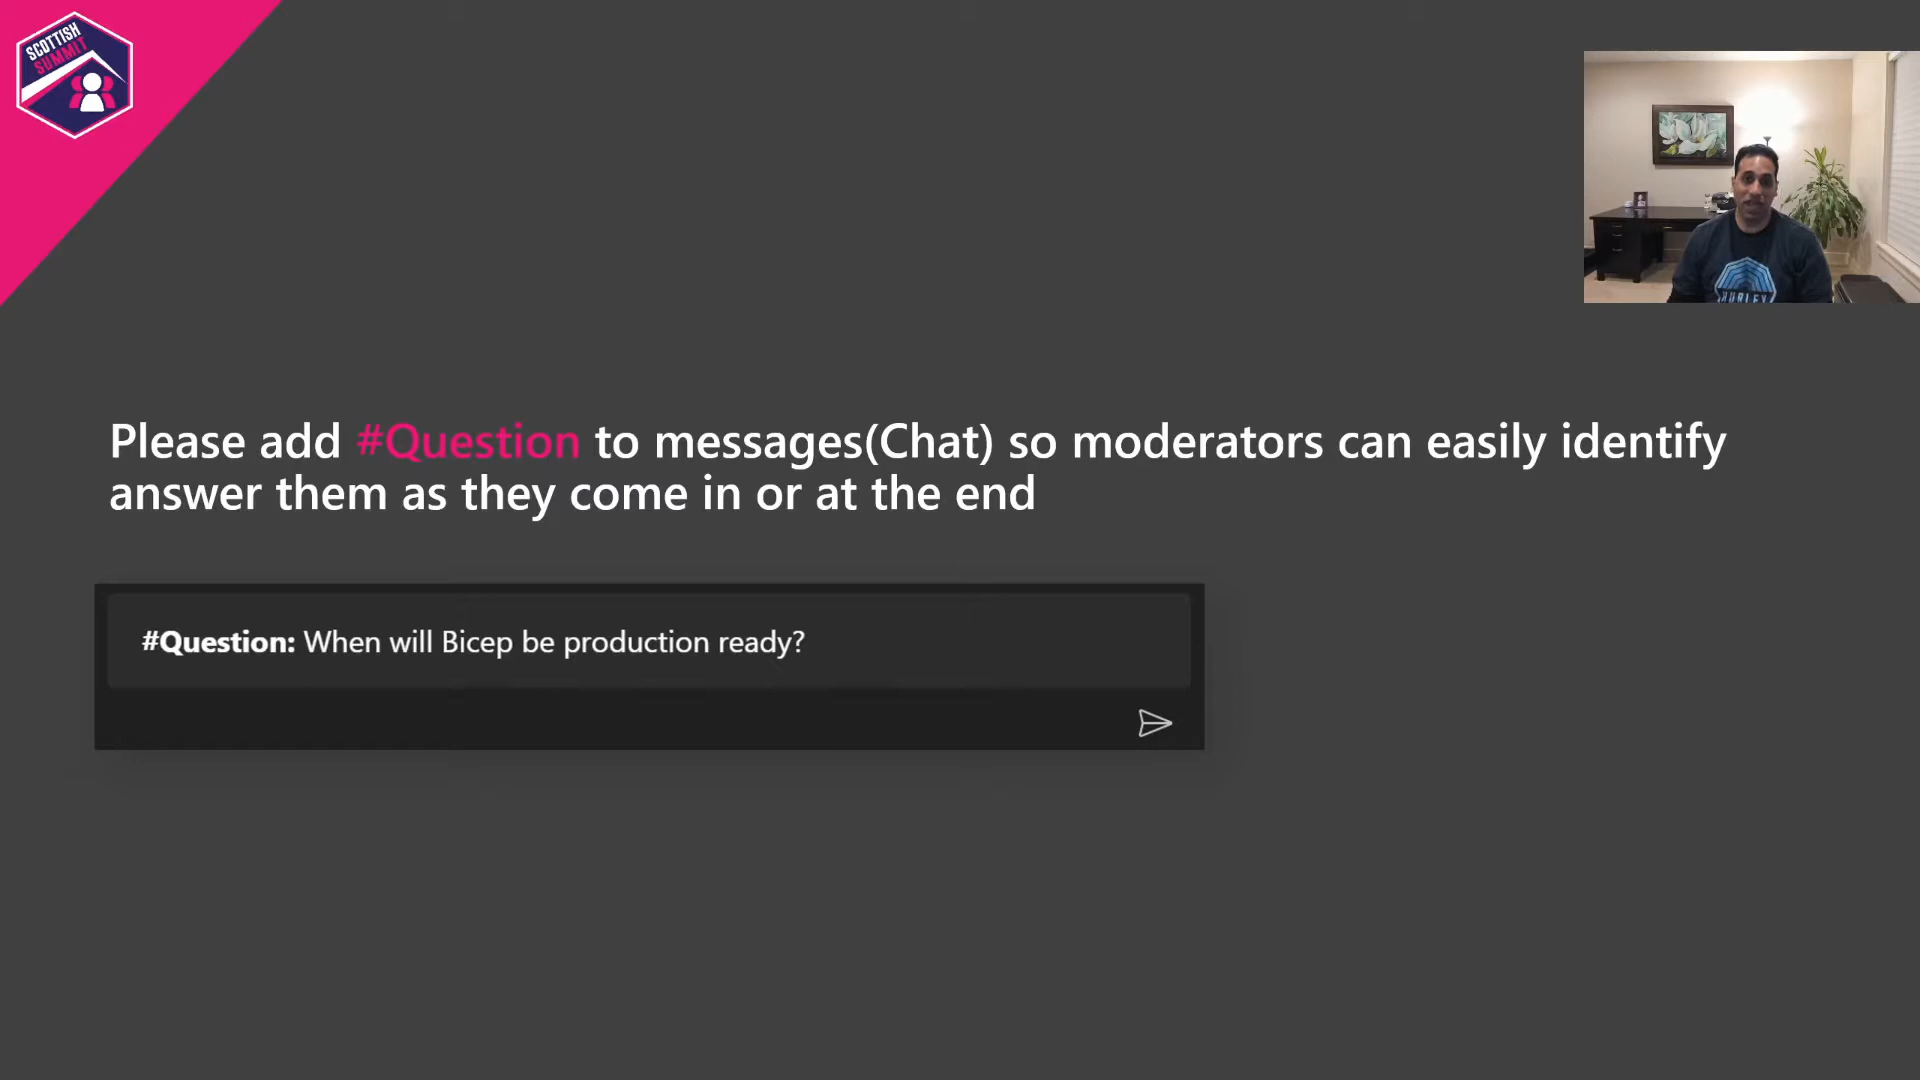 SCOTTISH
SUMMIT
HURLEY
Please add #Question to messages(Chat) so moderators can easily identify
answer them as they come in or at the end
#Question: When will Bicep be production ready?